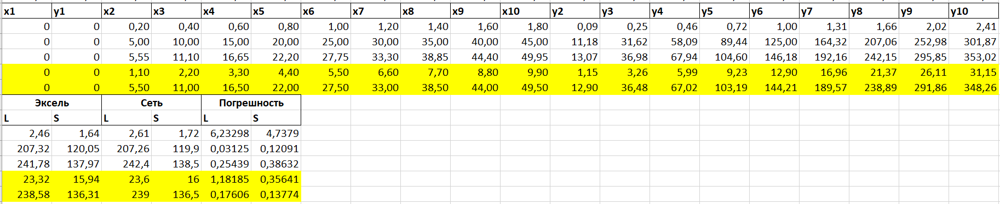 x1 y1 x2 x3 x4 x5 x6 x7 x8 x9 x10 y2 y3 y4 y5 y6 y7 y8 y9 y10
0 0 0,20 0,40 0,60 0,80 1,00 1,20 1,40 1,60 1,80 0,09 0,25 0,46 0,72 1,00 1,31 1,66 2,02 2,41
0 0 5,00 10,00 15,00 20,00 25,00 30,00 35,00 40,00 45,00 11,18 31,62 58,09 89,44 125,00 164,32 207,06 252,98 301,87
0 0 5,55 11,10 16,65 22,20 27,75 33,30 38,85 44,40 49,95 13,07 36,98 67,94 104,60 146,18 192,16 242,15 295,85 353,02
0 0 1,10 2,20 3,30 4,40 5,50 6,60 7,70 8,80 9,90 1,15 3,26 5,99 9,23 12,90 16,96 21,37 26,11 31,15
0 0 5,50 11,00 16,50 22,00 27,50 33,00 38,50 44,00 49,50 12,90 36,48 67,02 103,19 144,21 189,57 238,89 291,86 348,26
Эксель Сеть Погрешность
L S L S L S
2,46 1,64 2,61 1,72 6,23298 4,7379
207,32 120,05 207,26 119,9 0,03125 0,12091
241,78 137,97 242,4 138,5 0,25439 0,38632
23,32 15,94 23,6 16 1,18185 0,35641
238,58 136,31 239 136,5 0,17606 0,13774